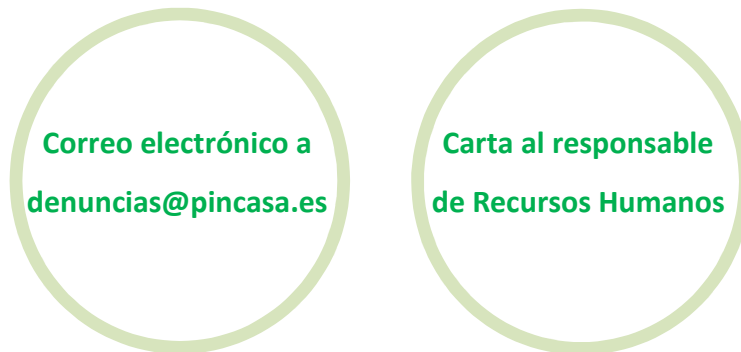 Correo electrónico a
denuncias@pincasa.es
Carta al responsable
de Recursos Humanos